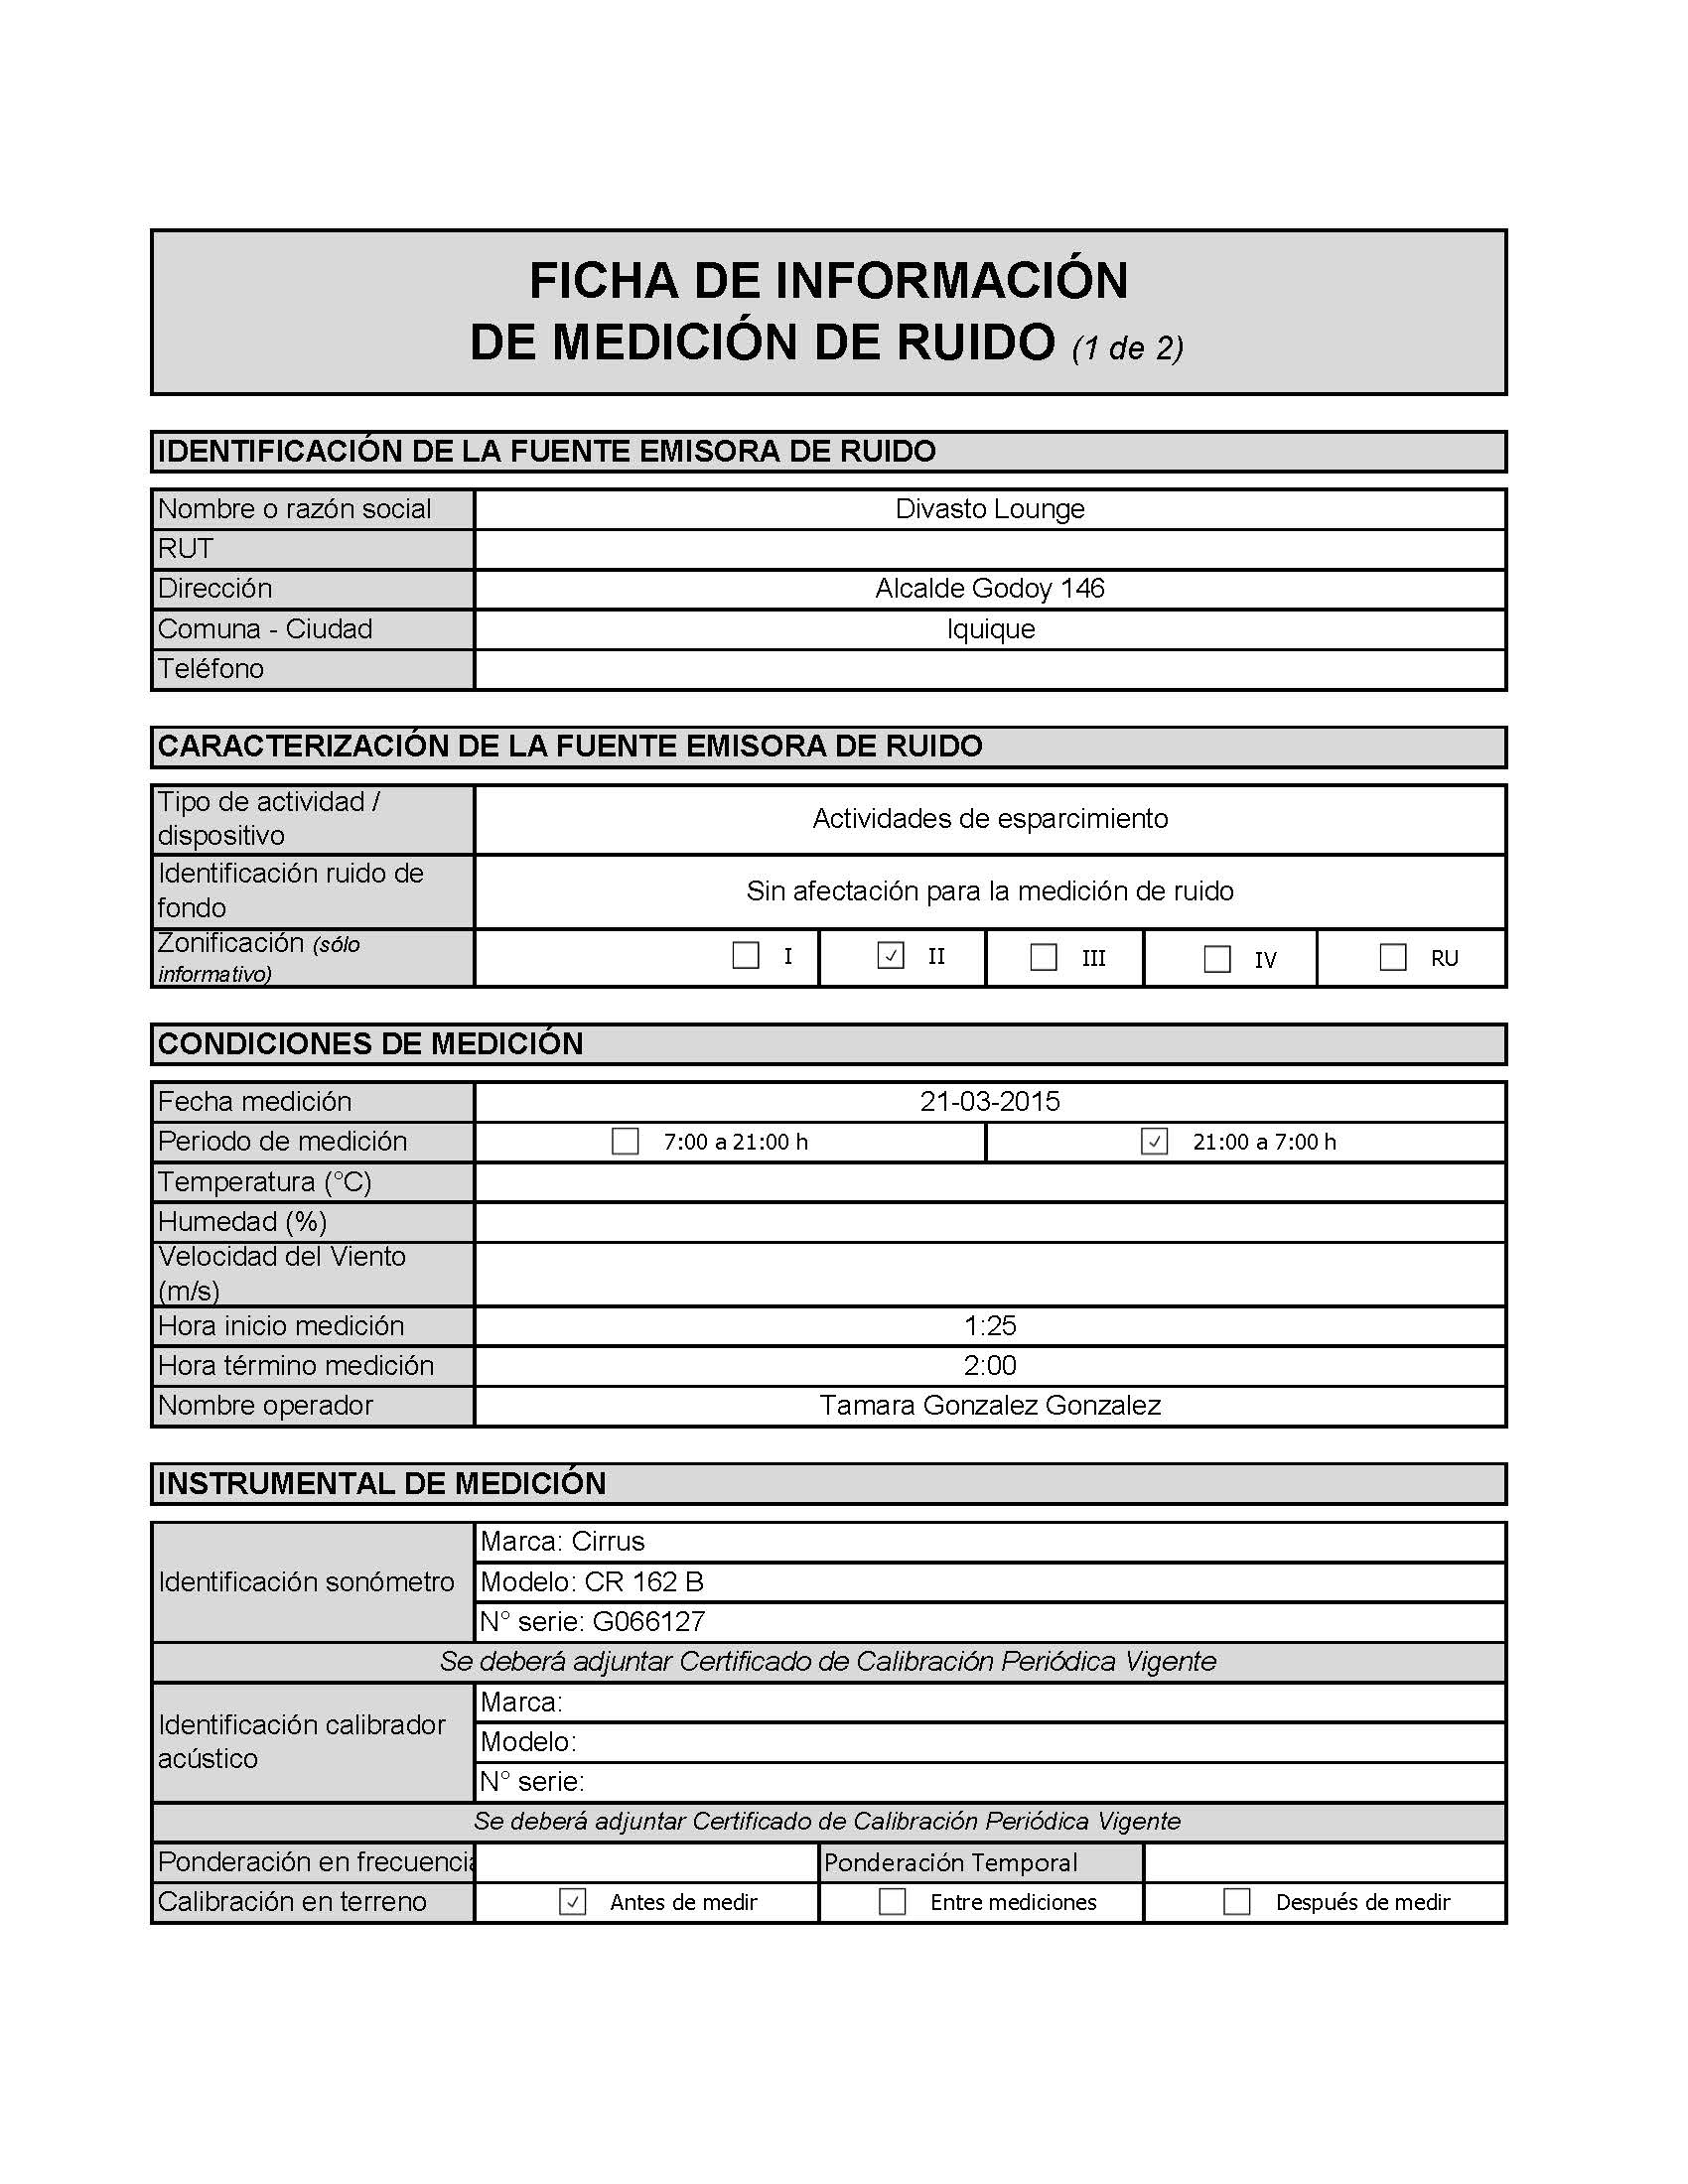 FICHA DE INFORMACIÓN
DE MEDICIÓN DE RUIDO (1 de 2)
IDENTIFICACIÓN DE LA FUENTE EMISORA DE RUIDO
Nombre o razón social Divasto Lounge
RUT
Dirección Alcalde Godoy 146
Comuna - Ciudad Iquique
Teléfono
CARACTERIZACIÓN DE LA FUENTE EMISORA DE RUIDO
Tipo de actividad /
dispositivo
Actividades de esparcimiento
Identificación ruido de
fondo
Sin afectación para la medición de ruido
Zonificación (sólo
informativo)
I ✓ II III IV RU
CONDICIONES DE MEDICIÓN
Fecha medición 21-03-2015
Periodo de medición 7:00 a 21:00 h ✓ 21:00 a 7:00 h
Temperatura (°C)
Humedad (%)
Velocidad del Viento
(m/s)
Hora inicio medición 1:25
Hora término medición 2:00
Nombre operador Tamara Gonzalez Gonzalez
INSTRUMENTAL DE MEDICIÓN
Identificación sonómetro
Marca: Cirrus
Modelo: CR 162 B
N° serie: G066127
Se deberá adjuntar Certificado de Calibración Periódica Vigente
Identificación calibrador
acústico
Marca:
Modelo:
N° serie:
Se deberá adjuntar Certificado de Calibración Periódica Vigente
Ponderación en frecuencia Ponderación Temporal
Calibración en terreno ✓ Antes de medir Entre mediciones Después de medir